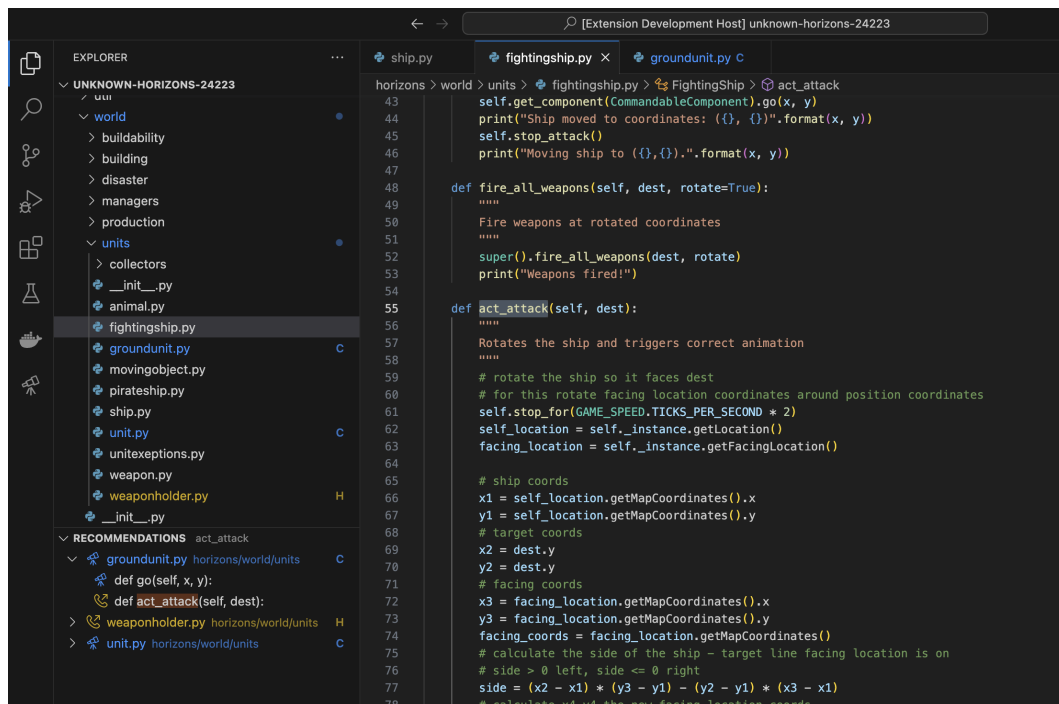 [Extension Development Host] unknown-horizons-24223
EXPLORER
UNKNOWN-HORIZONS-24223
util
world
buildability
building
disaster
managers
production
units
collectors
__init__.py
animal.py
fightingship.py
groundunit.py C
movingobject.py
pirateship.py
ship.py
unit.py C
unitexeptions.py
weapon.py
weaponholder.py H
__init__.py
RECOMMENDATIONS act_attack
groundunit.py horizons/world/units C
def go(self, x, y):
def act_attack(self, dest):
weaponholder.py horizons/world/units H
unit.py horizons/world/units C
ship.py fightingship.py groundunit.py C
horizons > world > units > fightingship.py > FightingShip > act_attack
43 self.get_component(CommandableComponent).go(x, y)
44 print("Ship moved to coordinates: ({}, {})".format(x, y))
45 self.stop_attack()
46 print("Moving ship to ({},{}).".format(x, y))
47
48 def fire_all_weapons(self, dest, rotate=True):
49 """
50 Fire weapons at rotated coordinates
51 """
52 super().fire_all_weapons(dest, rotate)
53 print("Weapons fired!")
54
55 def act_attack(self, dest):
56 """
57 Rotates the ship and triggers correct animation
58 """
59 # rotate the ship so it faces dest
60 # for this rotate facing location coordinates around position coordinates
61 self.stop_for(GAME_SPEED.TICKS_PER_SECOND * 2)
62 self_location = self._instance.getLocation()
63 facing_location = self._instance.getFacingLocation()
64
65 # ship coords
66 x1 = self_location.getMapCoordinates().x
67 y1 = self_location.getMapCoordinates().y
68 # target coords
69 x2 = dest.y
70 y2 = dest.y
71 # facing coords
72 x3 = facing_location.getMapCoordinates().x
73 y3 = facing_location.getMapCoordinates().y
74 facing_coords = facing_location.getMapCoordinates()
75 # calculate the side of the ship – target line facing location is on
76 # side > 0 left, side <= 0 right
77 side = (x2 – x1) * (y3 – y1) – (y2 – y1) * (x3 – x1)